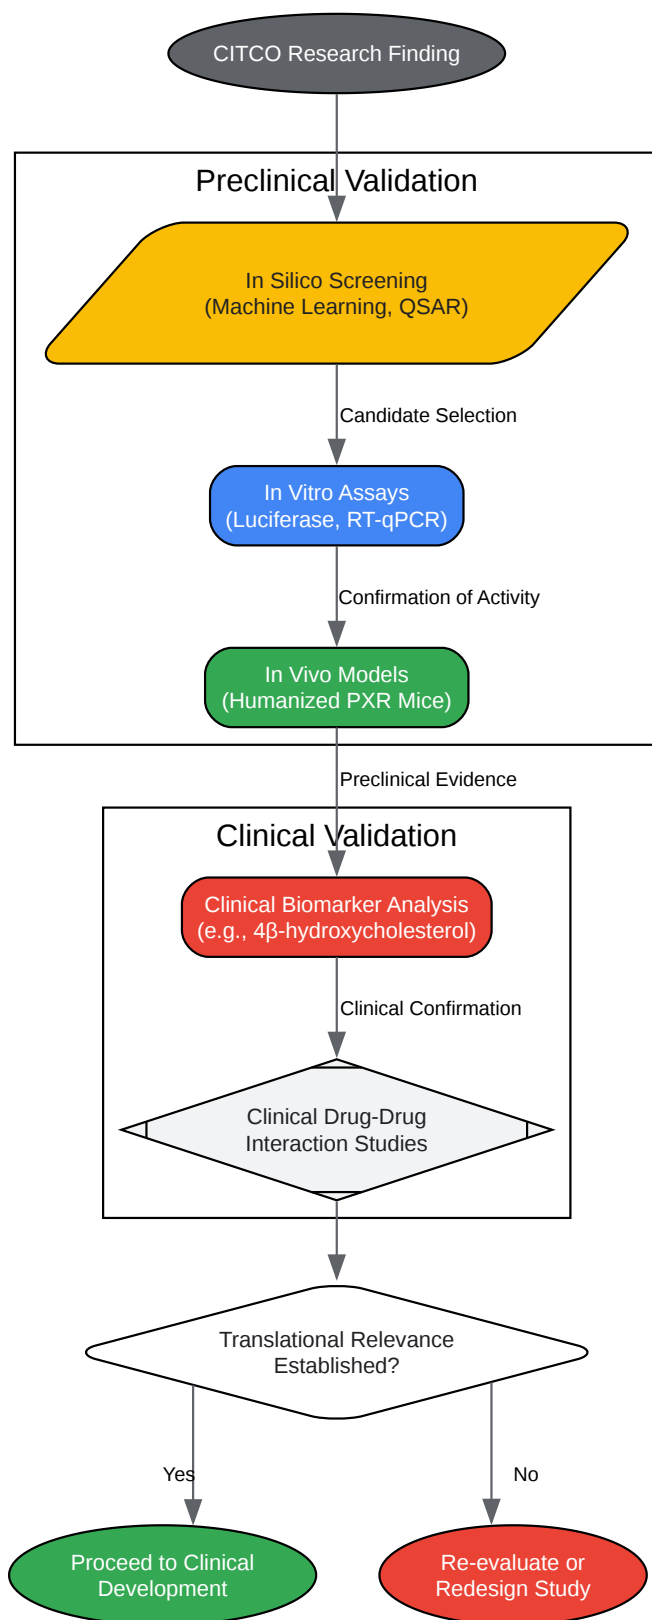 CITCO Research Finding
Preclinical Validation
In Silico Screening
(Machine Learning, QSAR)
Candidate Selection
In Vitro Assays
(Luciferase, RT-qPCR)
Confirmation of Activity
In Vivo Models
(Humanized PXR Mice)
Preclinical Evidence
Clinical Validation
Clinical Biomarker Analysis
(e.g., 4β-hydroxycholesterol)
Clinical Confirmation
Clinical Drug-Drug
Interaction Studies
Translational Relevance
Established?
Yes
No
Proceed to Clinical
Development
Re-evaluate or
Redesign Study